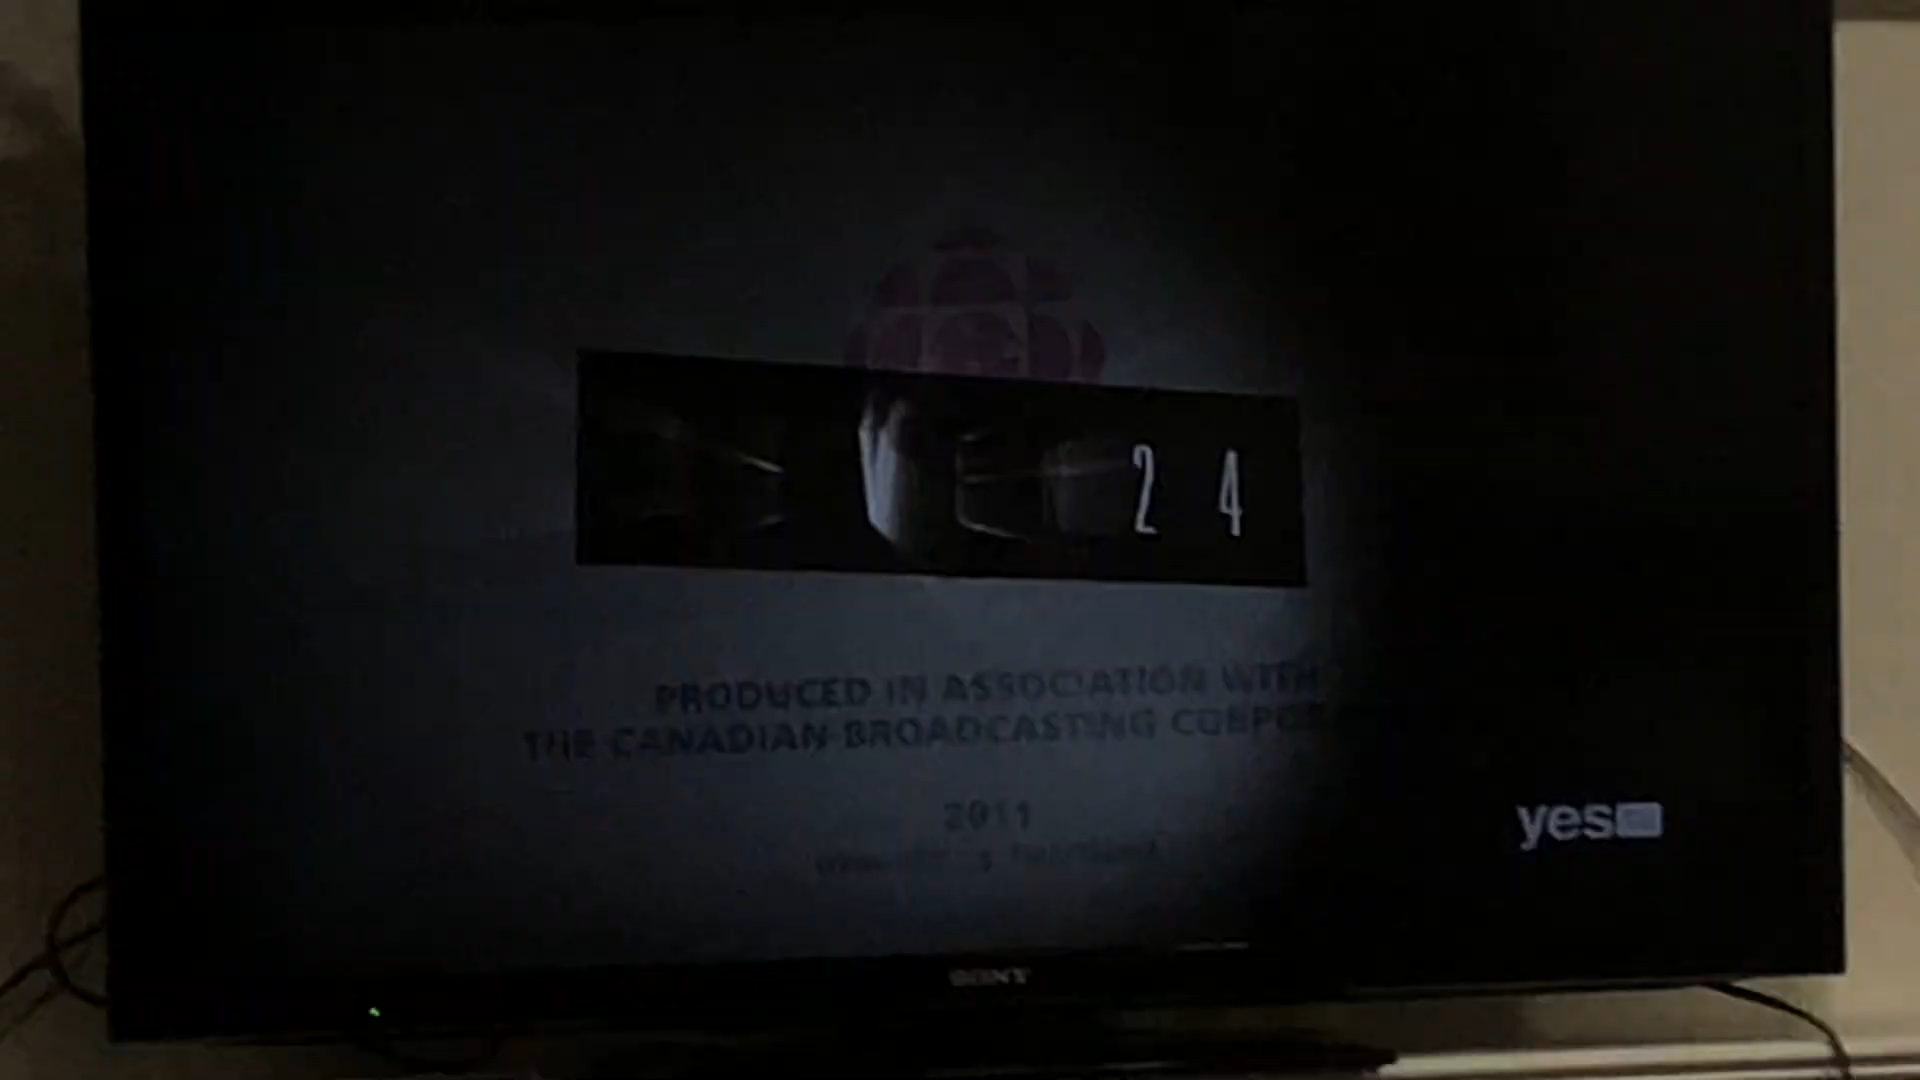 2 4
PRODUCED IN ASSOCIATION WITH
THE CANADIAN BROADCASTING
2011
yes
SONY